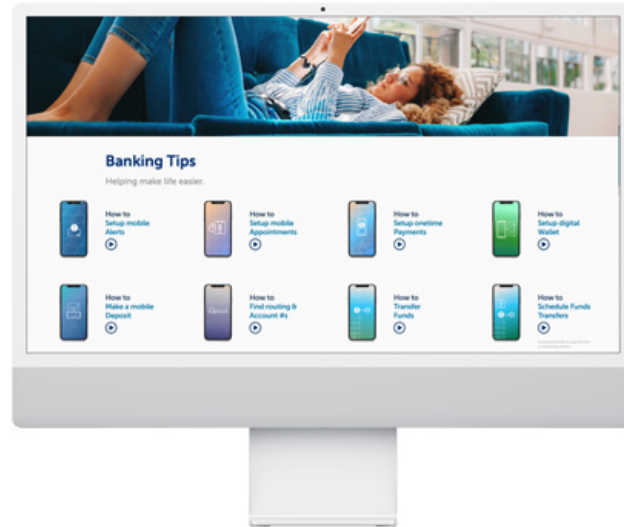 Banking Tips
Helping make life easier.
How to
Setup mobile
Alerts
How to
Setup mobile
Appointments
How to
Setup onetime
Payments
How to
Setup digital
Wallet
How to
Make a mobile
Deposit
How to
Find routing &
Account #s
How to
Transfer
Funds
How to
Schedule Funds
Transfers